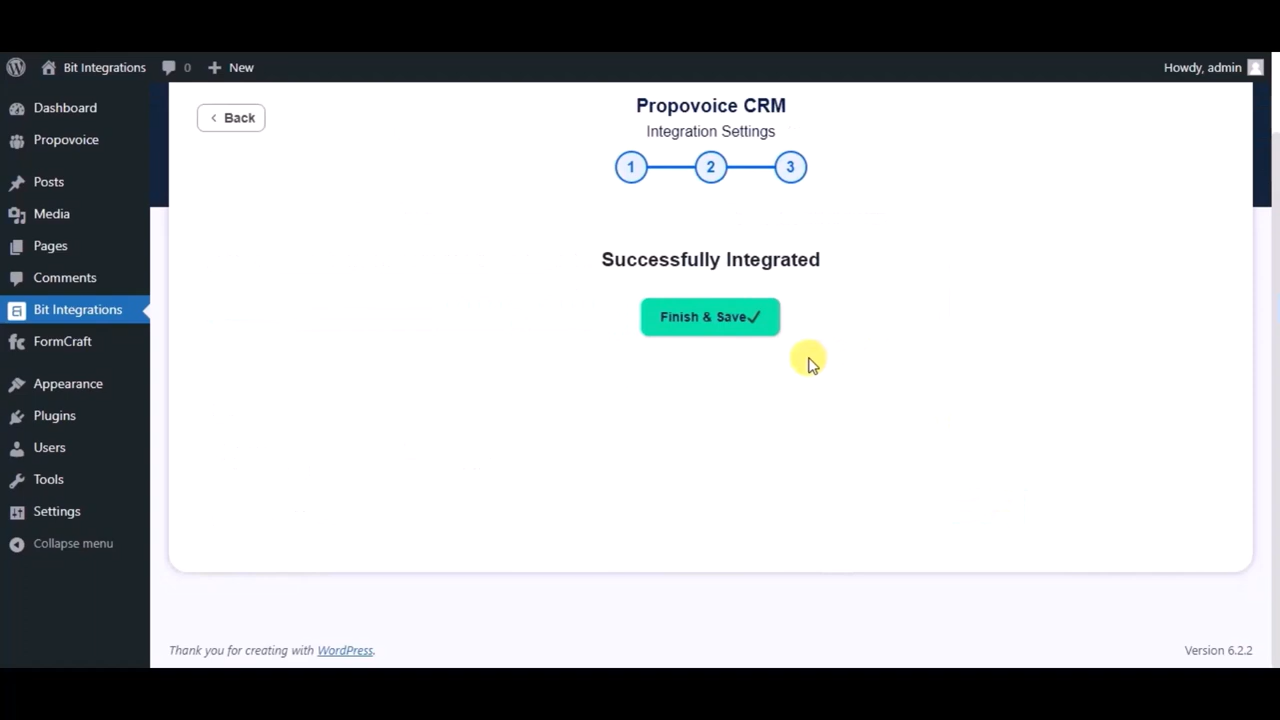 Bit Integrations 0 New Howdy, admin
Dashboard
Propovoice
Posts
Media
Pages
Comments
Bit Integrations
FormCraft
Appearance
Plugins
Users
Tools
Settings
Collapse menu
Back
Propovoice CRM
Integration Settings
1 2 3
Successfully Integrated
Finish & Save✓
Thank you for creating with WordPress.
Version 6.2.2